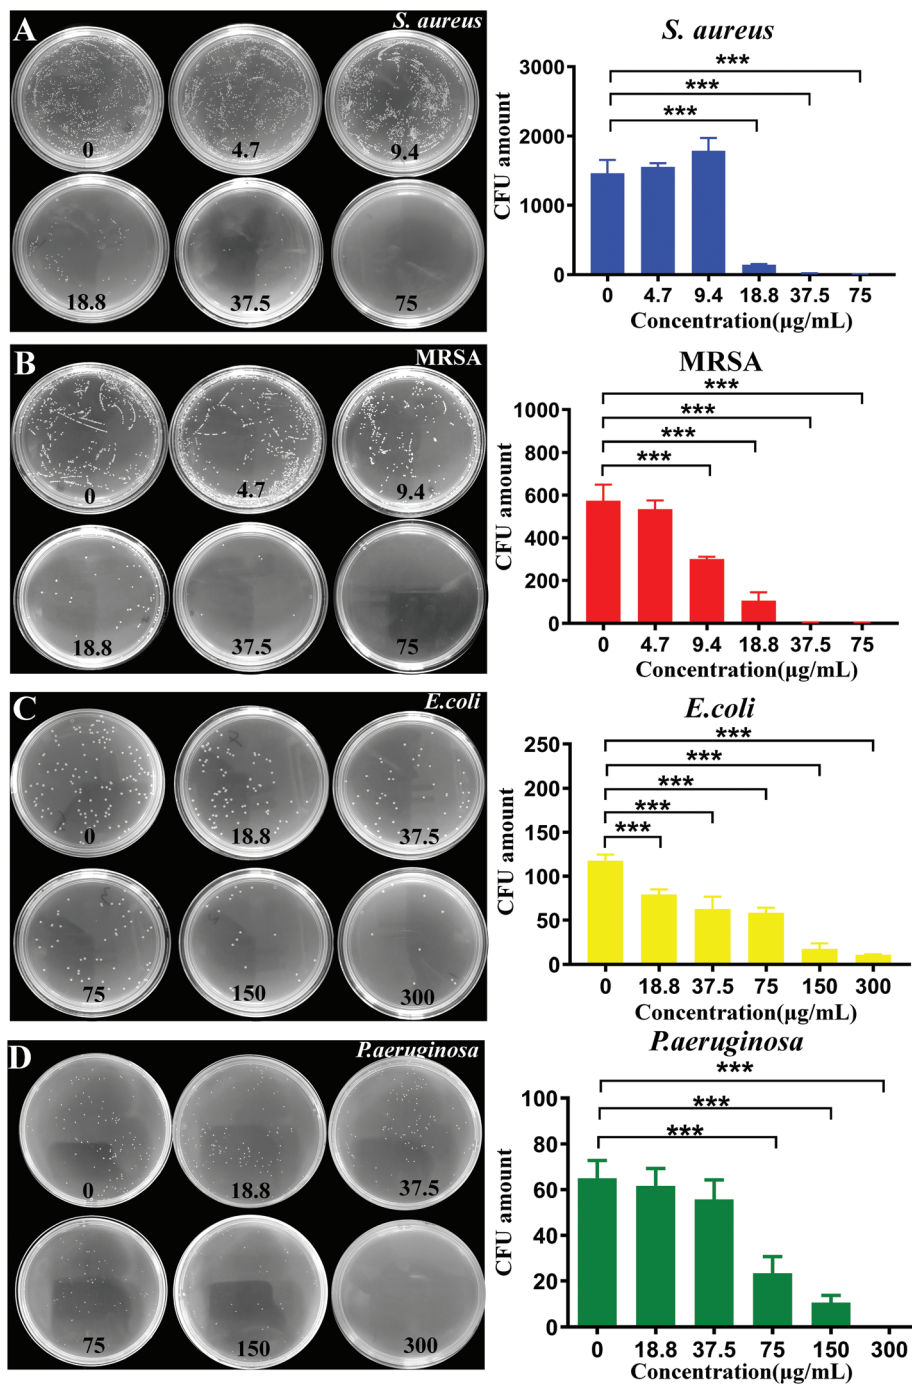 A
S. aureus
0
4.7
9.4
18.8
37.5
75
S. aureus
3000
2000
1000
0
CFU amount
***
***
***
0 4.7 9.4 18.8 37.5 75
Concentration(μg/mL)
B
MRSA
0
4.7
9.4
18.8
37.5
75
MRSA
1000
800
600
400
200
0
CFU amount
***
***
***
***
0 4.7 9.4 18.8 37.5 75
Concentration(μg/mL)
C
E.coli
0
18.8
37.5
75
150
300
E.coli
250
200
150
100
50
0
CFU amount
***
***
***
***
***
0 18.8 37.5 75 150 300
Concentration(μg/mL)
D
P.aeruginosa
0
18.8
37.5
75
150
300
P.aeruginosa
100
80
60
40
20
0
CFU amount
***
***
***
0 18.8 37.5 75 150 300
Concentration(μg/mL)